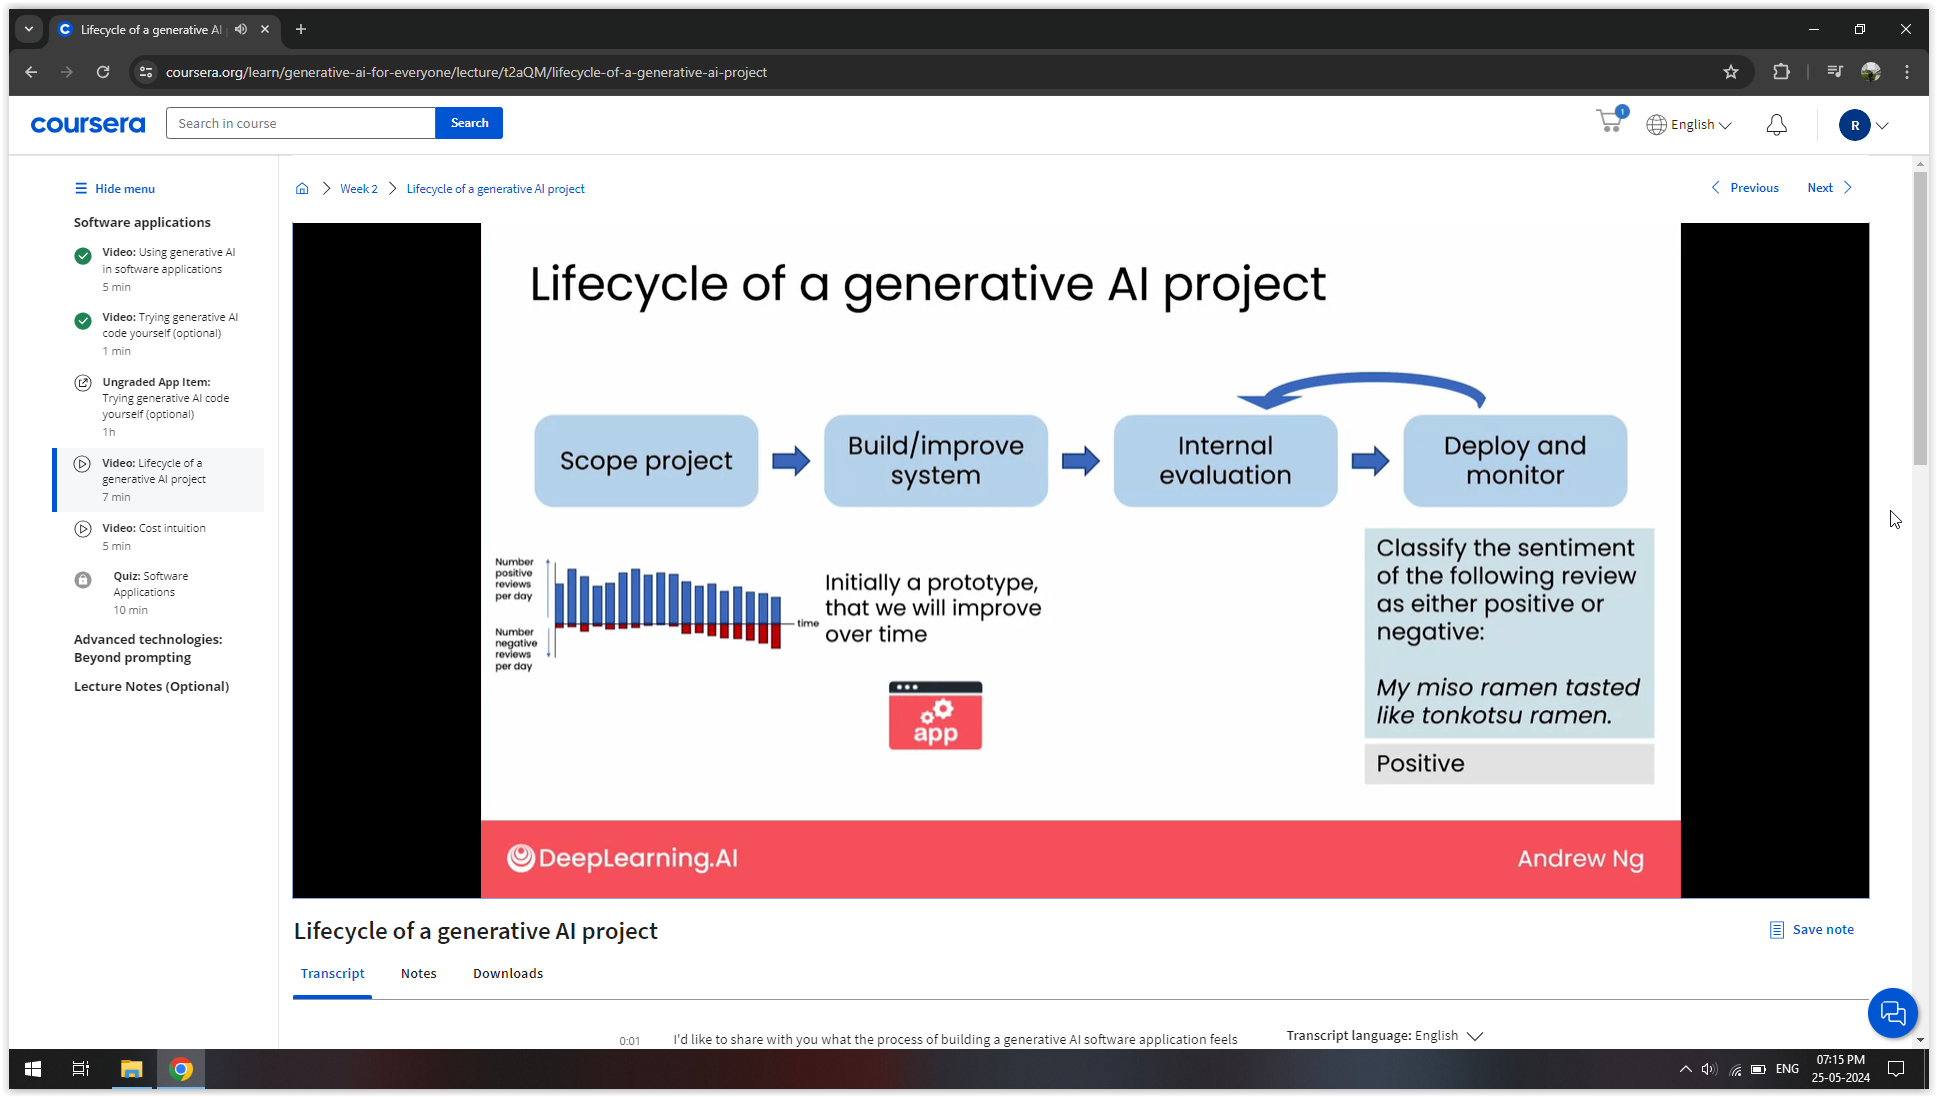 Lifecycle of a generative AI
coursera.org/learn/generative-ai-for-everyone/lecture/t2aQM/lifecycle-of-a-generative-ai-project
coursera
Search in course
Search
1
English
R
Hide menu
Software applications
Video: Using generative AI
in software applications
5 min
Video: Trying generative AI
code yourself (optional)
1 min
Ungraded App Item:
Trying generative AI code
yourself (optional)
1h
Video: Lifecycle of a
generative AI project
7 min
Video: Cost intuition
5 min
Quiz: Software
Applications
10 min
Advanced technologies:
Beyond prompting
Lecture Notes (Optional)
Week 2
Lifecycle of a generative AI project
Previous
Next
Lifecycle of a generative AI project
Scope project
Build/improve
system
Internal
evaluation
Deploy and
monitor
Number
positive
reviews
per day
Number
negative
reviews
per day
time
Initially a prototype,
that we will improve
over time
app
Classify the sentiment
of the following review
as either positive or
negative:
My miso ramen tasted
like tonkotsu ramen.
Positive
DeepLearning.AI
Andrew Ng
Lifecycle of a generative AI project
Save note
Transcript
Notes
Downloads
0:01
I'd like to share with you what the process of building a generative AI software application feels
Transcript language: English
ENG
07:15 PM
25-05-2024